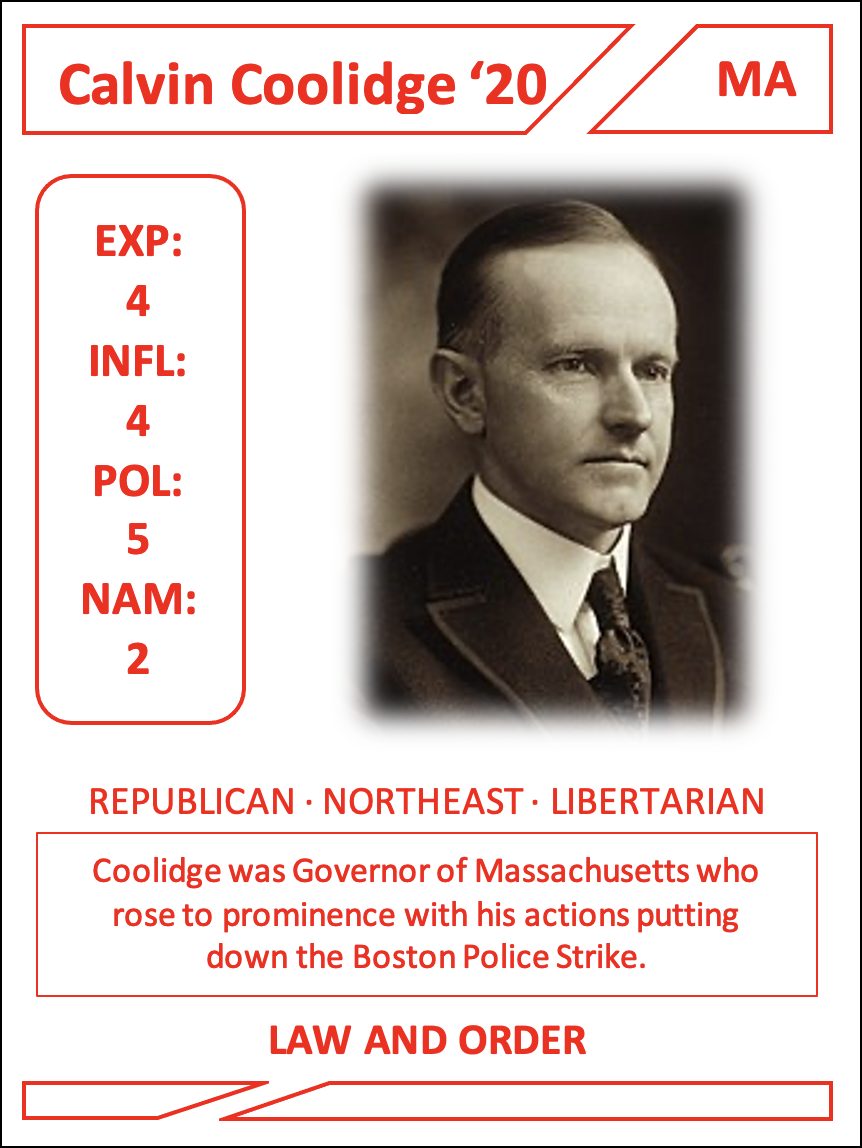 Calvin Coolidge ‘20
MA
EXP:
4
INFL:
4
POL:
5
NAM:
2
REPUBLICAN · NORTHEAST · LIBERTARIAN
Coolidge was Governor of Massachusetts who
rose to prominence with his actions putting
down the Boston Police Strike.
LAW AND ORDER